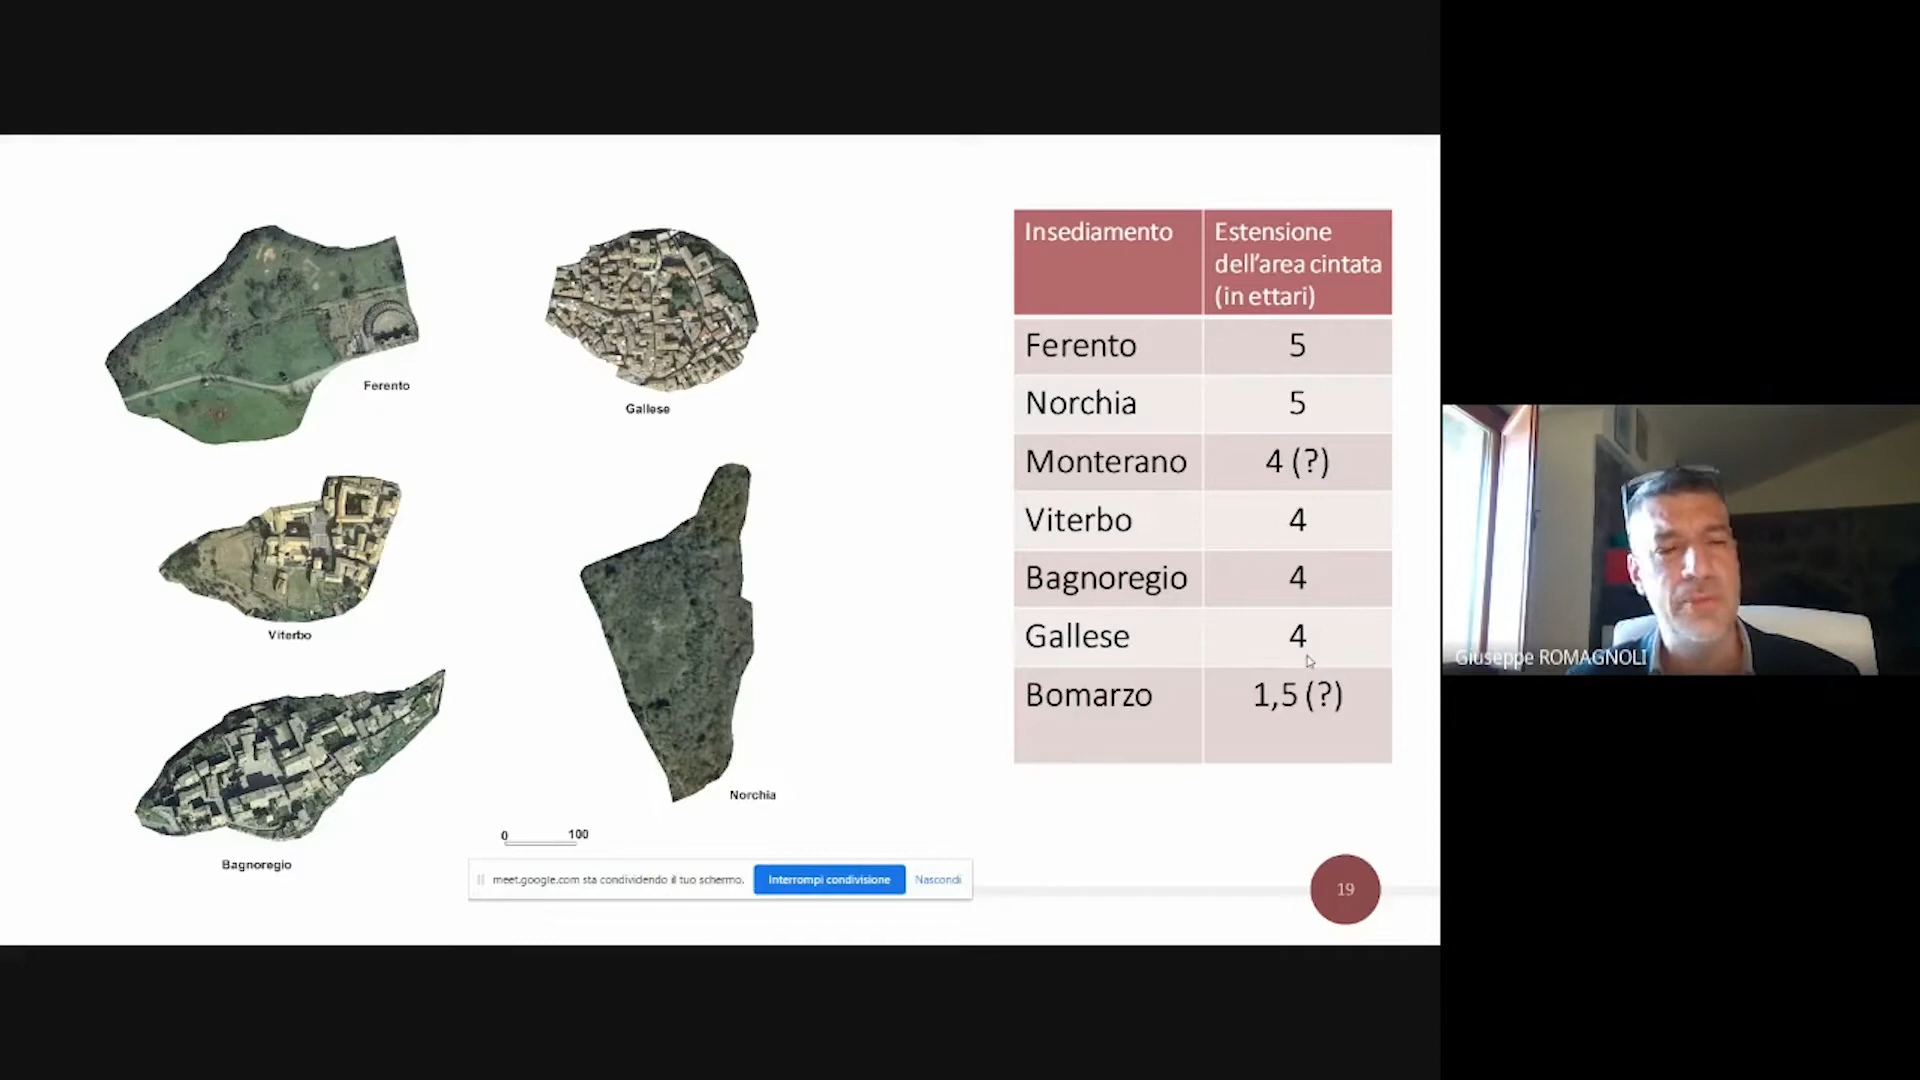 Ferento
Gallese
Viterbo
Norchia
Bagnoregio
0 100
Insediamento
Estensione
dell'area cintata
(in ettari)
Ferento 5
Norchia 5
Monterano 4 (?)
Viterbo 4
Bagnoregio 4
Gallese 4
Bomarzo 1,5 (?)
meet.google.com sta condividendo il tuo schermo. Interrompi condivisione Nascondi
19
Giuseppe ROMAGNOLI